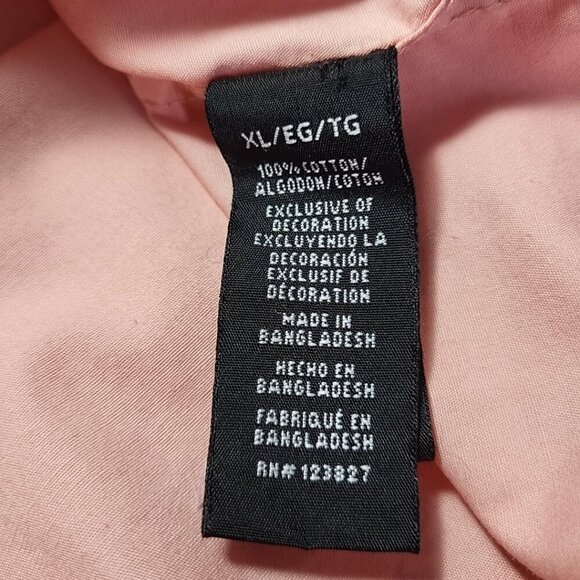 XL/EG/TG
100% COTTON/
ALGODON/COTON
EXCLUSIVE OF
DECORATION
EXCLUYENDO LA
DECORACIÓN
EXCLUSIF DE
DÉCORATION
MADE IN
BANGLADESH
HECHO EN
BANGLADESH
FABRIQUÉ EN
BANGLADESH
RN# 123827